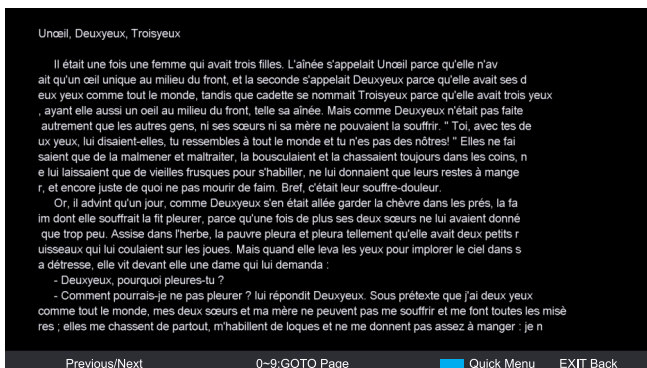 Unœil, Deuxyeux, Troisyeux
Il était une fois une femme qui avait trois filles. L'aînée s'appelait Unœil parce qu'elle n'av
ait qu'un œil unique au milieu du front, et la seconde s'appelait Deuxyeux parce qu'elle avait ses d
eux yeux comme tout le monde, tandis que cadette se nommait Troisyeux parce qu'elle avait trois yeux
, ayant elle aussi un oeil au milieu du front, telle sa aînée. Mais comme Deuxyeux n'était pas faite
autrement que les autres gens, ni ses sœurs ni sa mère ne pouvaient la souffrir. " Toi, avec tes de
ux yeux, lui disaient-elles, tu ressembles à tout le monde et tu n'es pas des nôtres! " Elles ne fai
saient que de la malmener et maltraiter, la bousculaient et la chassaient toujours dans les coins, n
e lui laissaient que de vieilles frusques pour s'habiller, ne lui donnaient que leurs restes à mange
r, et encore juste de quoi ne pas mourir de faim. Bref, c'était leur souffre-douleur.
Or, il advint qu'un jour, comme Deuxyeux s'en était allée garder la chèvre dans les prés, la fa
im dont elle souffrait la fit pleurer, parce qu'une fois de plus ses deux sœurs ne lui avaient donné
que trop peu. Assise dans l'herbe, la pauvre pleura et pleura tellement qu'elle avait deux petits r
uisseaux qui lui coulaient sur les joues. Mais quand elle leva les yeux pour implorer le ciel dans s
a détresse, elle vit devant elle une dame qui lui demanda :
- Deuxyeux, pourquoi pleures-tu ?
- Comment pourrais-je ne pas pleurer ? lui répondit Deuxyeux. Sous prétexte que j'ai deux yeux
comme tout le monde, mes deux sœurs et ma mère ne peuvent pas me souffrir et me font toutes les misè
res ; elles me chassent de partout, m'habillent de loques et ne me donnent pas assez à manger : je n
Previous/Next 0~9:GOTO Page Quick Menu EXIT Back